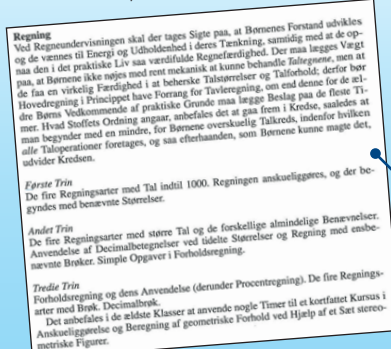 Regning
Ved Regneundervisningen skal der tages Sigte paa, at Børnenes Forstand udvikles
og de vænnes til Energi og Udholdenhed i deres Tænkning, samtidig med at de op-
naa den i det praktiske Liv saa værdifulde Regnefærdighed. Der maa lægges Vægt
paa, at Børnene ikke nøjes med rent mekanisk at kunne behandle Taltegnene, men at
de faa en virkelig Færdighed i at beherske Talstørrelser og Talforhold; derfor bør
Hovedregning i Princippet have Forrang for Tavleregning, om end denne for de æl-
dre Børns Vedkommende af praktiske Grunde maa lægge Beslag paa de fleste Ti-
mer. Hvad Stoffets Ordning angaar, anbefales det at gaa frem i Kredse, saaledes at
man begynder med en mindre, for Børnene overskuelig Talkreds, indenfor hvilken
alle Taloperationer foretages, og saa efterhaanden, som Børnene kunne magte det,
udvider Kredsen.
Første Trin
De fire Regningsarter med Tal indtil 1000. Regningen anskueliggøres, og der be-
gyndes med benævnte Størrelser.
Andet Trin
De fire Regningsarter med større Tal og de forskellige almindelige Benævnelser.
Anvendelse af Decimalbetegnelser ved tidelte Størrelser og Regning med ensbe-
nævnte Brøker. Simple Opgaver i Forholdsregning.
Tredie Trin
Forholdsregning og dens Anvendelse (derunder Procentregning). De fire Regnings-
arter med Brøk. Decimalbrøk.
Det anbefales i de ældste Klasser at anvende nogle Timer til et kortfattet Kursus i
Anskueliggørelse og Beregning af geometriske Forhold ved Hjælp af et Sæt stereo-
metriske Figurer.